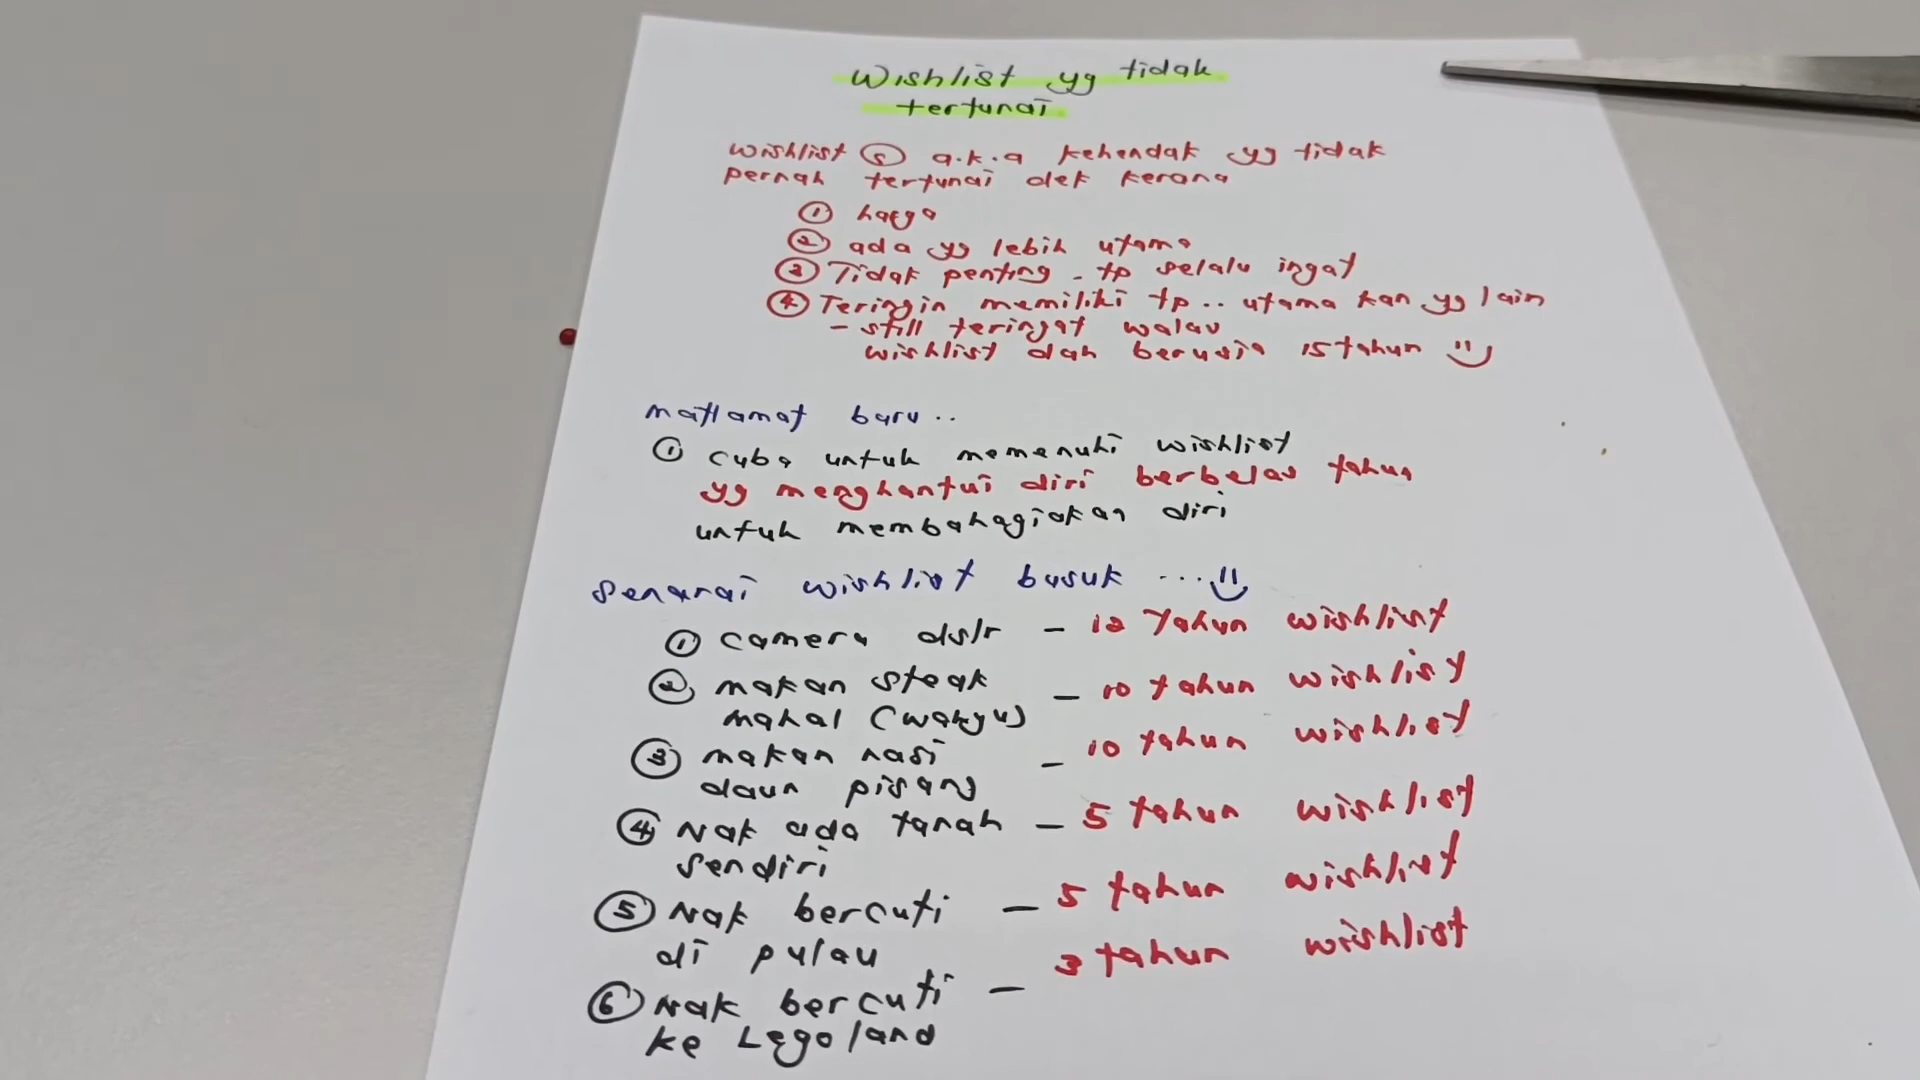 Wishlist yg tidak
tertunai
Wishlist (s) a.k.a kehendak yg tidak
pernah tertunai dek kerana
① harga
② ada yg lebih utama
③ Tidak penting - tp selalu ingat
④ Teringin memiliki tp.. utama kan yg lain
- still teringat walau
wishlist dah berusia 15 tahun
matlamat baru..
① cuba untuk memenuhi wishlist
yg menghantui diri berbelas tahun
untuk membahagiakan diri
Senarai wishlist busuk ...
① camera dslr - 12 Tahun wishlist
② makan steak - 10 tahun wishlist
mahal (wakyu)
③ makan nasi - 10 tahun wishlist
daun pisang
④ Nak ada tanah - 5 tahun wishlist
sendiri
⑤ Nak bercuti - 5 tahun wishlist
di pulau
⑥ Nak bercuti - 3 tahun wishlist
ke Legoland